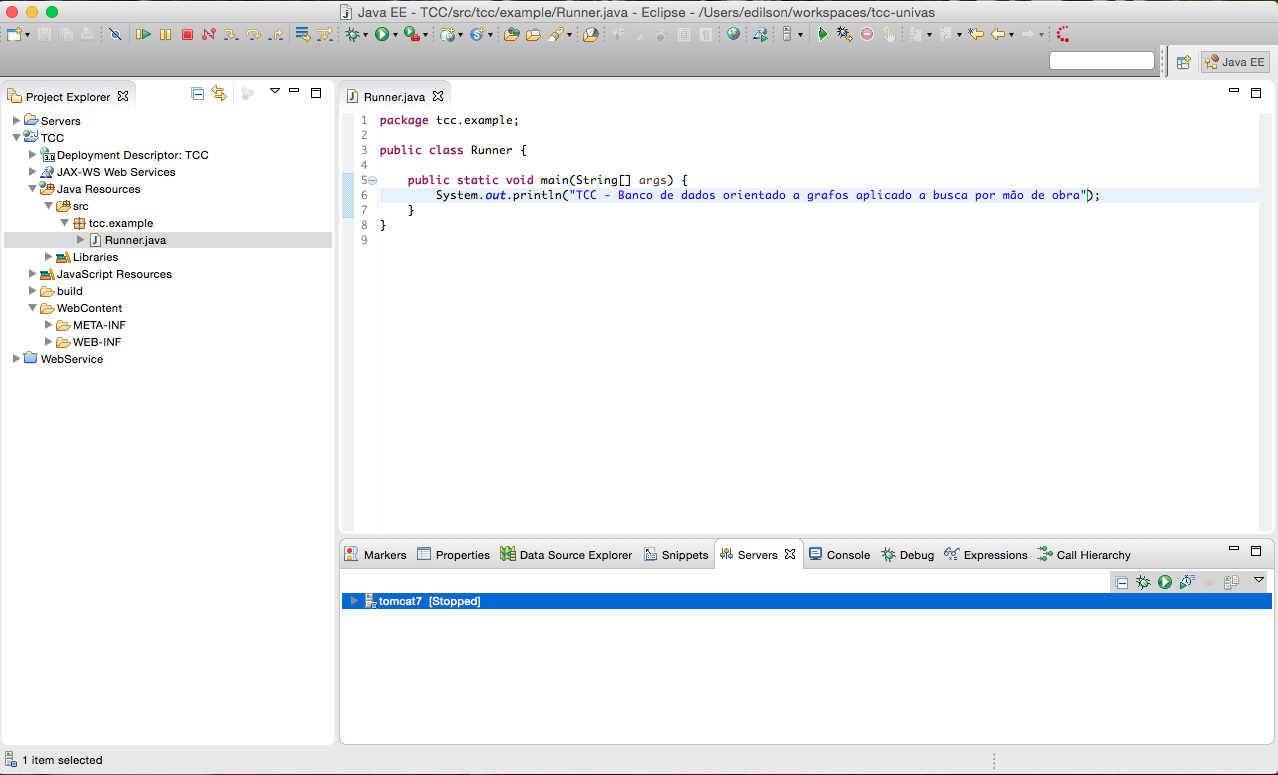 Java EE - TCC/src/tcc/example/Runner.java - Eclipse - /Users/edilson/workspaces/tcc-univas
Java EE
Project Explorer
Servers
TCC
3.0 Deployment Descriptor: TCC
JAX-WS Web Services
Java Resources
src
tcc.example
Runner.java
Libraries
JavaScript Resources
build
WebContent
META-INF
WEB-INF
WebService
Runner.java
1 package tcc.example;
2
3 public class Runner {
4
5 public static void main(String[] args) {
6 System.out.println("TCC - Banco de dados orientado a grafos aplicado a busca por mão de obra");
7 }
8 }
9
Markers Properties Data Source Explorer Snippets Servers Console Debug Expressions Call Hierarchy
tomcat7 [Stopped]
1 item selected